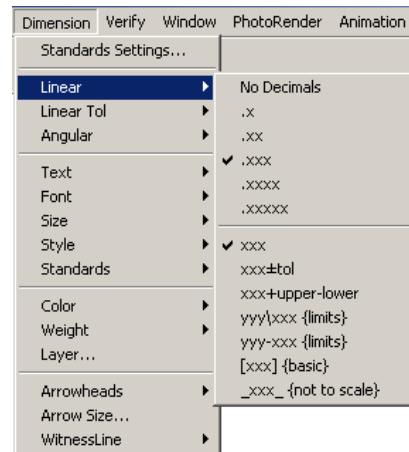 Dimension Verify Window PhotoRender Animation
Standards Settings...
Linear
Linear Tol
Angular
Text
Font
Size
Style
Standards
Color
Weight
Layer...
Arrowheads
Arrow Size...
WitnessLine
No Decimals
.x
.xx
.xxx
.xxxx
.xxxxx
xxx
xxx±tol
xxx+upper-lower
yyy\xxx {limits}
yyy-xxx {limits}
[xxx] {basic}
_xxx_ {not to scale}